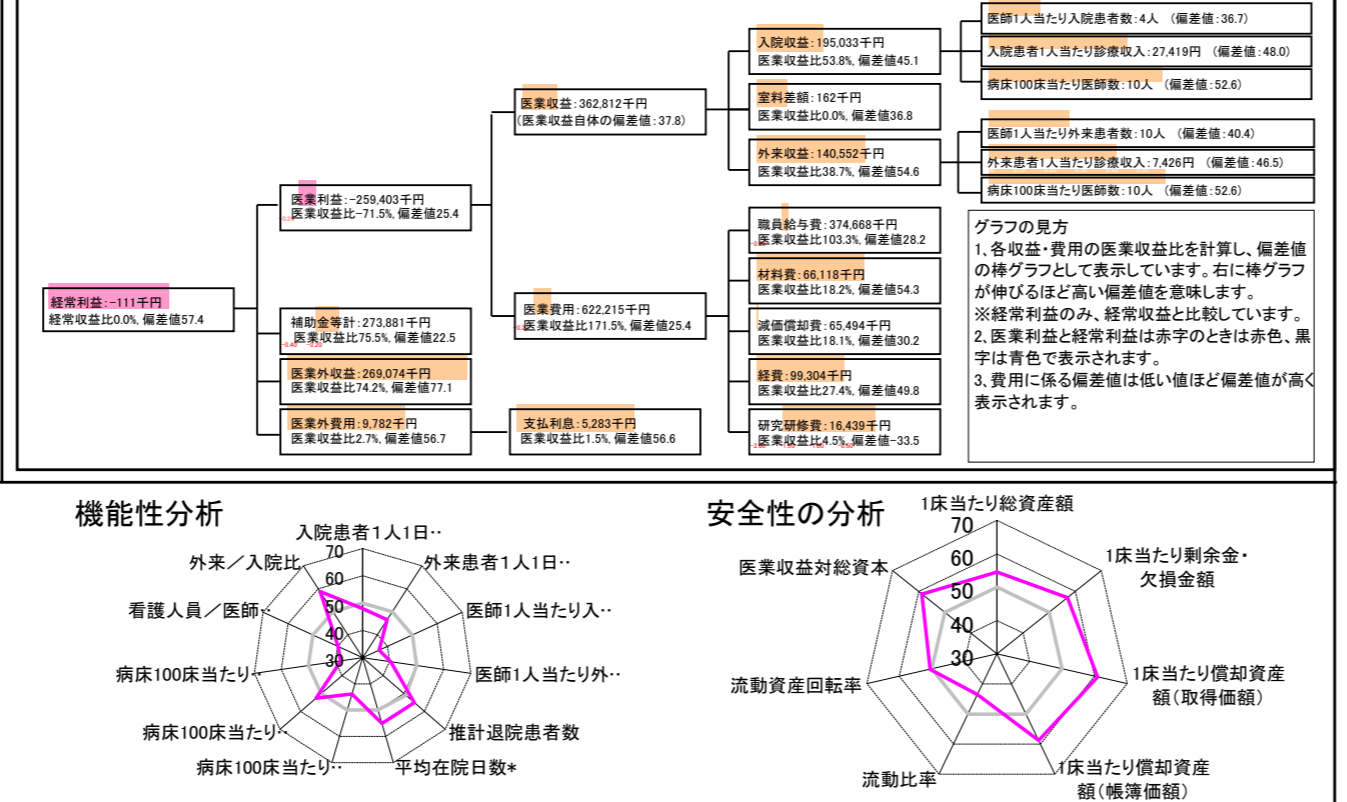 医師1人当たり入院患者数:4人 (偏差値:36.7)
入院収益:195,033千円
医業収益比53.8%, 偏差値45.1
入院患者1人当たり診療収入:27,419円 (偏差値:48.0)
病床100床当たり医師数:10人 (偏差値:52.6)
医業収益:362,812千円
(医業収益自体の偏差値:37.8)
室料差額:162千円
医業収益比0.0%, 偏差値36.8
医師1人当たり外来患者数:10人 (偏差値:40.4)
外来収益:140,552千円
医業収益比38.7%, 偏差値54.6
外来患者1人当たり診療収入:7,426円 (偏差値:46.5)
病床100床当たり医師数:10人 (偏差値:52.6)
医業利益:-259,403千円
医業収益比-71.5%, 偏差値25.4
職員給与費:374,668千円
医業収益比103.3%, 偏差値28.2
材料費:66,118千円
医業収益比18.2%, 偏差値54.3
経常利益:-111千円
経常収益比0.0%, 偏差値57.4
補助金等計:273,881千円
医業収益比75.5%, 偏差値22.5
-0.40 -0.20
医業費用:622,215千円
医業収益比171.5%, 偏差値25.4
減価償却費:65,494千円
医業収益比18.1%, 偏差値30.2
医業外収益:269,074千円
医業収益比74.2%, 偏差値77.1
経費:99,304千円
医業収益比27.4%, 偏差値49.8
医業外費用:9,782千円
医業収益比2.7%, 偏差値56.7
支払利息:5,283千円
医業収益比1.5%, 偏差値56.6
研究研修費:16,439千円
医業収益比4.5%, 偏差値-33.5
グラフの見方
1、各収益・費用の医業収益比を計算し、偏差値
の棒グラフとして表示しています。右に棒グラフ
が伸びるほど高い偏差値を意味します。
※経常利益のみ、経常収益と比較しています。
2、医業利益と経常利益は赤字のときは赤色、黒
字は青色で表示されます。
3、費用に係る偏差値は低い値ほど偏差値が高く
表示されます。
機能性分析
入院患者1人1日‥
外来患者1人1日‥
医師1人当たり入‥
医師1人当たり外‥
推計退院患者数
平均在院日数*
病床100床当たり‥
病床100床当たり‥
病床100床当たり‥
看護人員/医師‥
外来/入院比
70
60
50
40
30
安全性の分析
1床当たり総資産額
1床当たり剰余金・
欠損金額
1床当たり償却資産
額(取得価額)
1床当たり償却資産
額(帳簿価額)
流動比率
流動資産回転率
医業収益対総資本
70
60
50
40
30